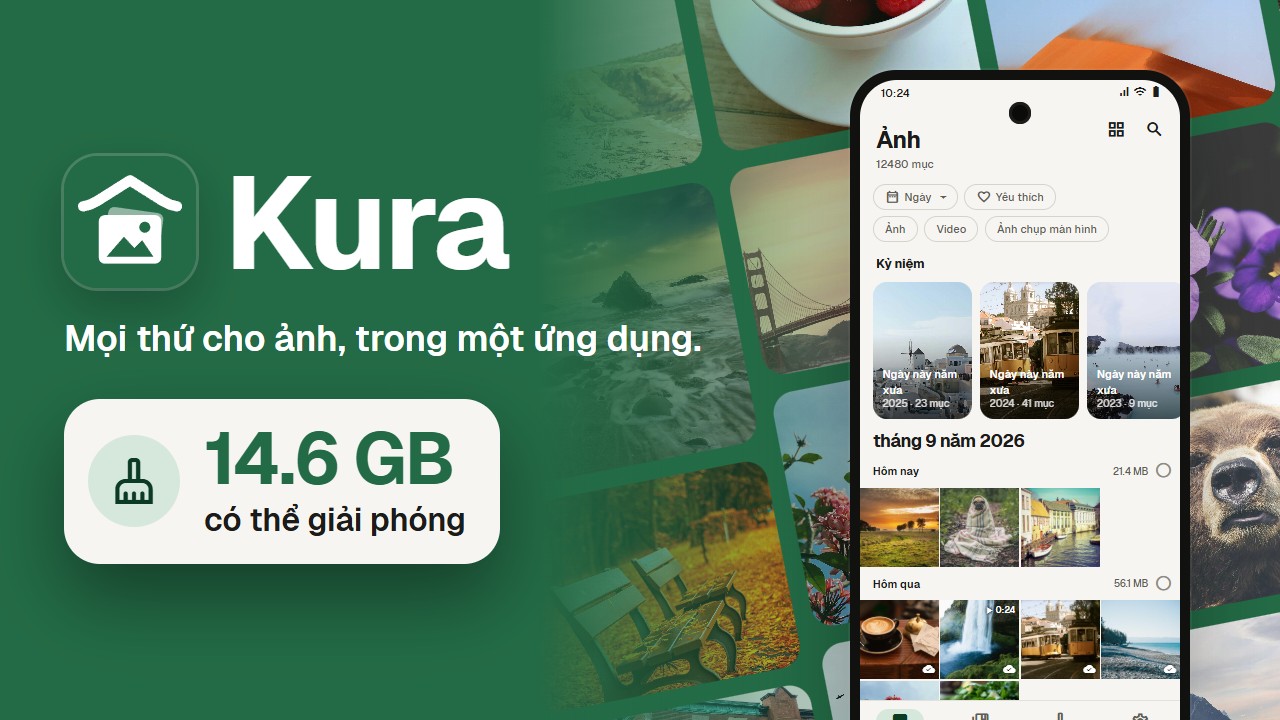 Kura
Mọi thứ cho ảnh, trong một ứng dụng.
14.6 GB
có thể giải phóng
10:24
Ảnh
12480 mục
Ngày
Yêu thích
Ảnh
Video
Ảnh chụp màn hình
Kỷ niệm
Ngày này năm
xưa
2025 · 23 mục
Ngày này năm
xưa
2024 · 41 mục
Ngày này năm
xưa
2023 · 9 mục
tháng 9 năm 2026
Hôm nay
21.4 MB
Hôm qua
56.1 MB
0:24